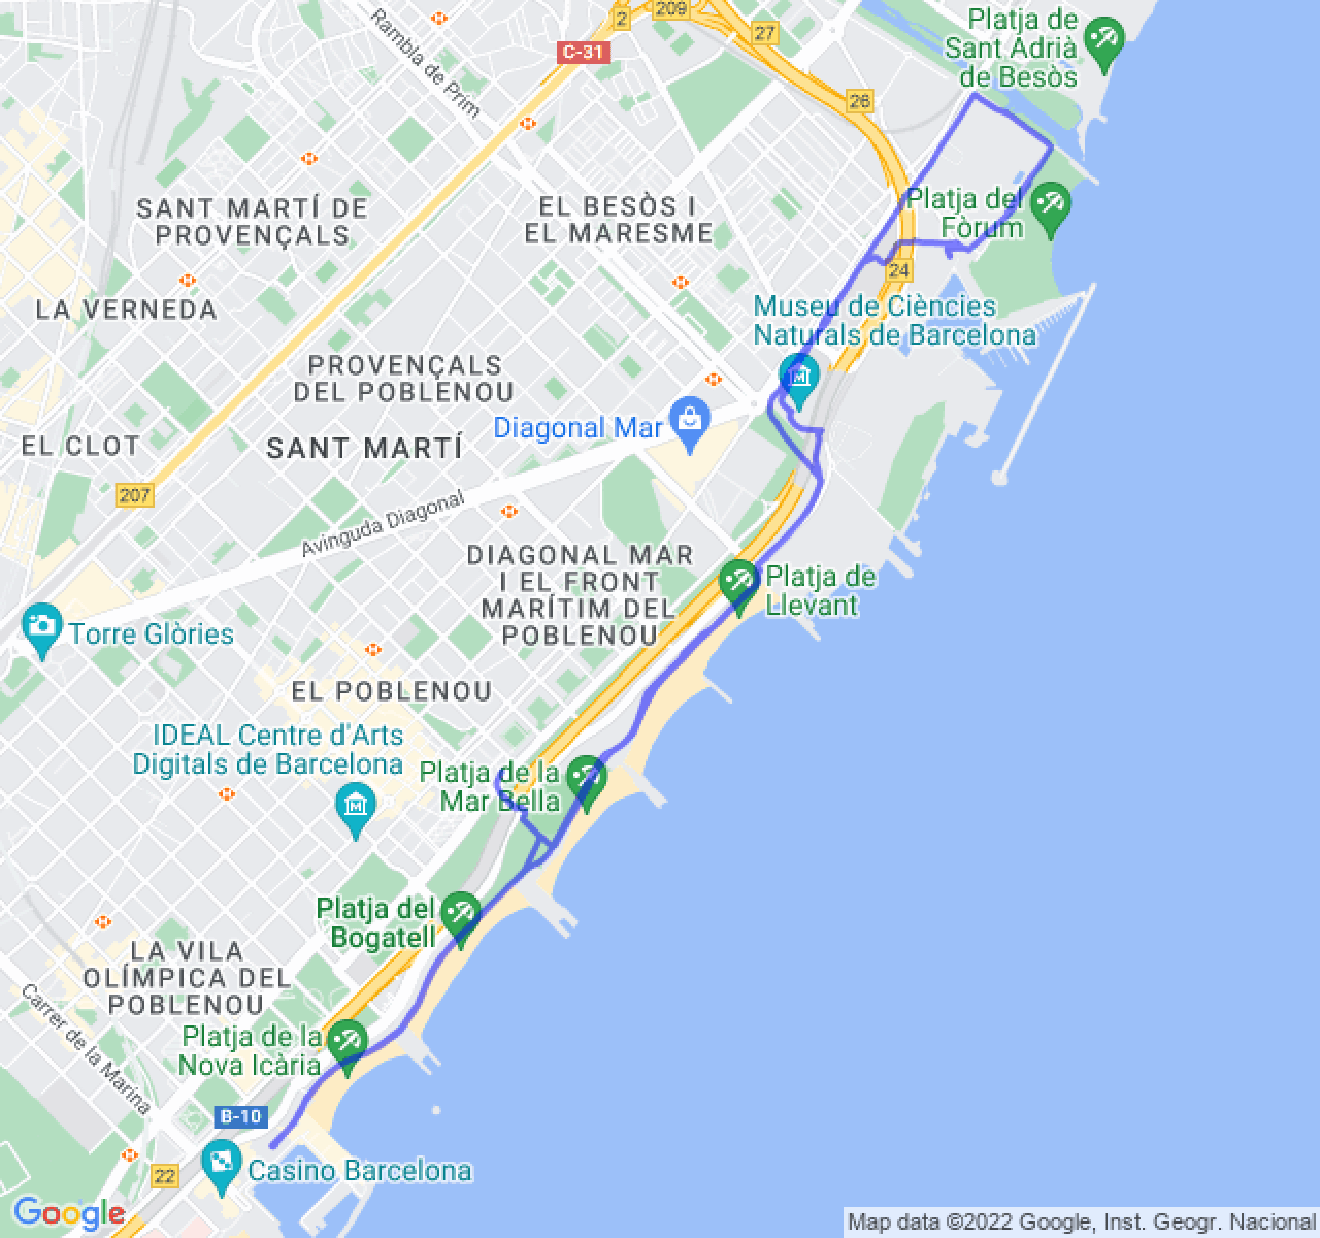 Platja de
Sant Adrià
de Besòs
2
209
27
Rambla de Prim
C-31
26
SANT MARTÍ DE
PROVENÇALS
EL BESÒS I
EL MARESME
Platja del
Fòrum
24
LA VERNEDA
Museu de Ciències
Naturals de Barcelona
PROVENÇALS
DEL POBLENOU
Diagonal Mar
EL CLOT
SANT MARTÍ
207
Avinguda Diagonal
DIAGONAL MAR
I EL FRONT
MARÍTIM DEL
POBLENOU
Platja de
Llevant
Torre Glòries
EL POBLENOU
IDEAL Centre d'Arts
Digitals de Barcelona
Platja de la
Mar Bella
Platja del
Bogatell
LA VILA
OLÍMPICA DEL
POBLENOU
Carrer de la Marina
Platja de la
Nova Icària
B-10
22
Casino Barcelona
Google
Map data ©2022 Google, Inst. Geogr. Nacional